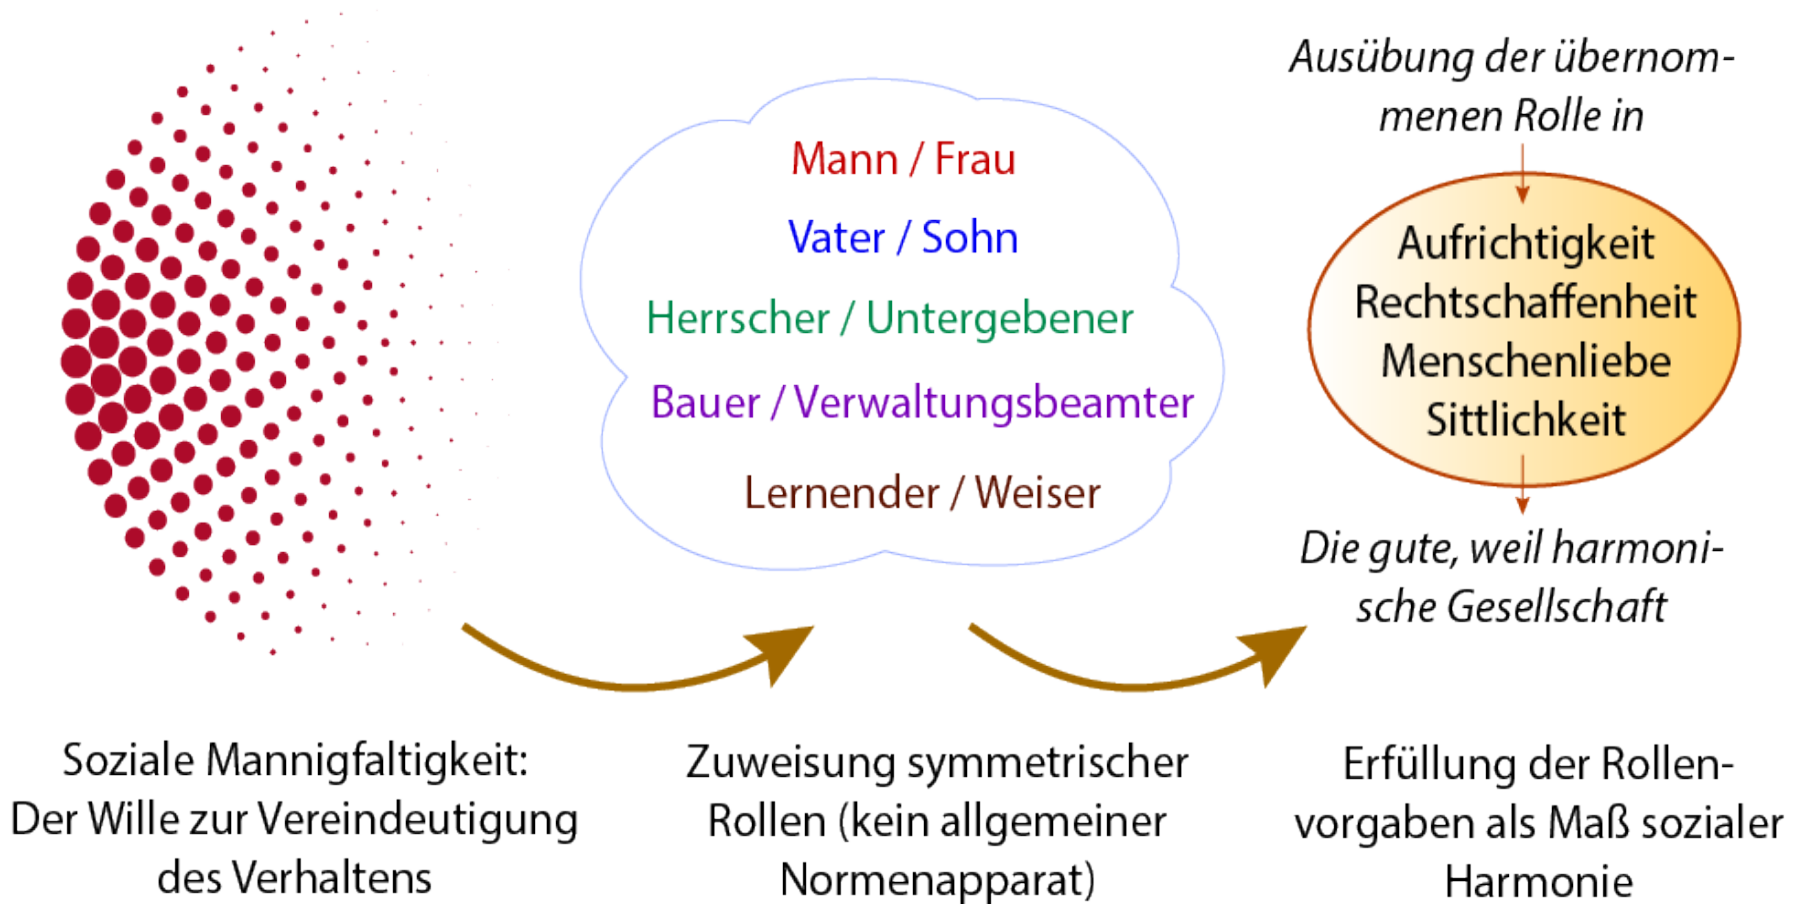 Ausübung der übernom-
menen Rolle in
Mann / Frau
Vater / Sohn
Herrscher / Untergebener
Bauer / Verwaltungsbeamter
Lernender / Weiser
Aufrichtigkeit
Rechtschaffenheit
Menschenliebe
Sittlichkeit
Die gute, weil harmoni-
sche Gesellschaft
Soziale Mannigfaltigkeit:
Der Wille zur Vereindeutigung
des Verhaltens
Zuweisung symmetrischer
Rollen (kein allgemeiner
Normenapparat)
Erfüllung der Rollen-
vorgaben als Maß sozialer
Harmonie